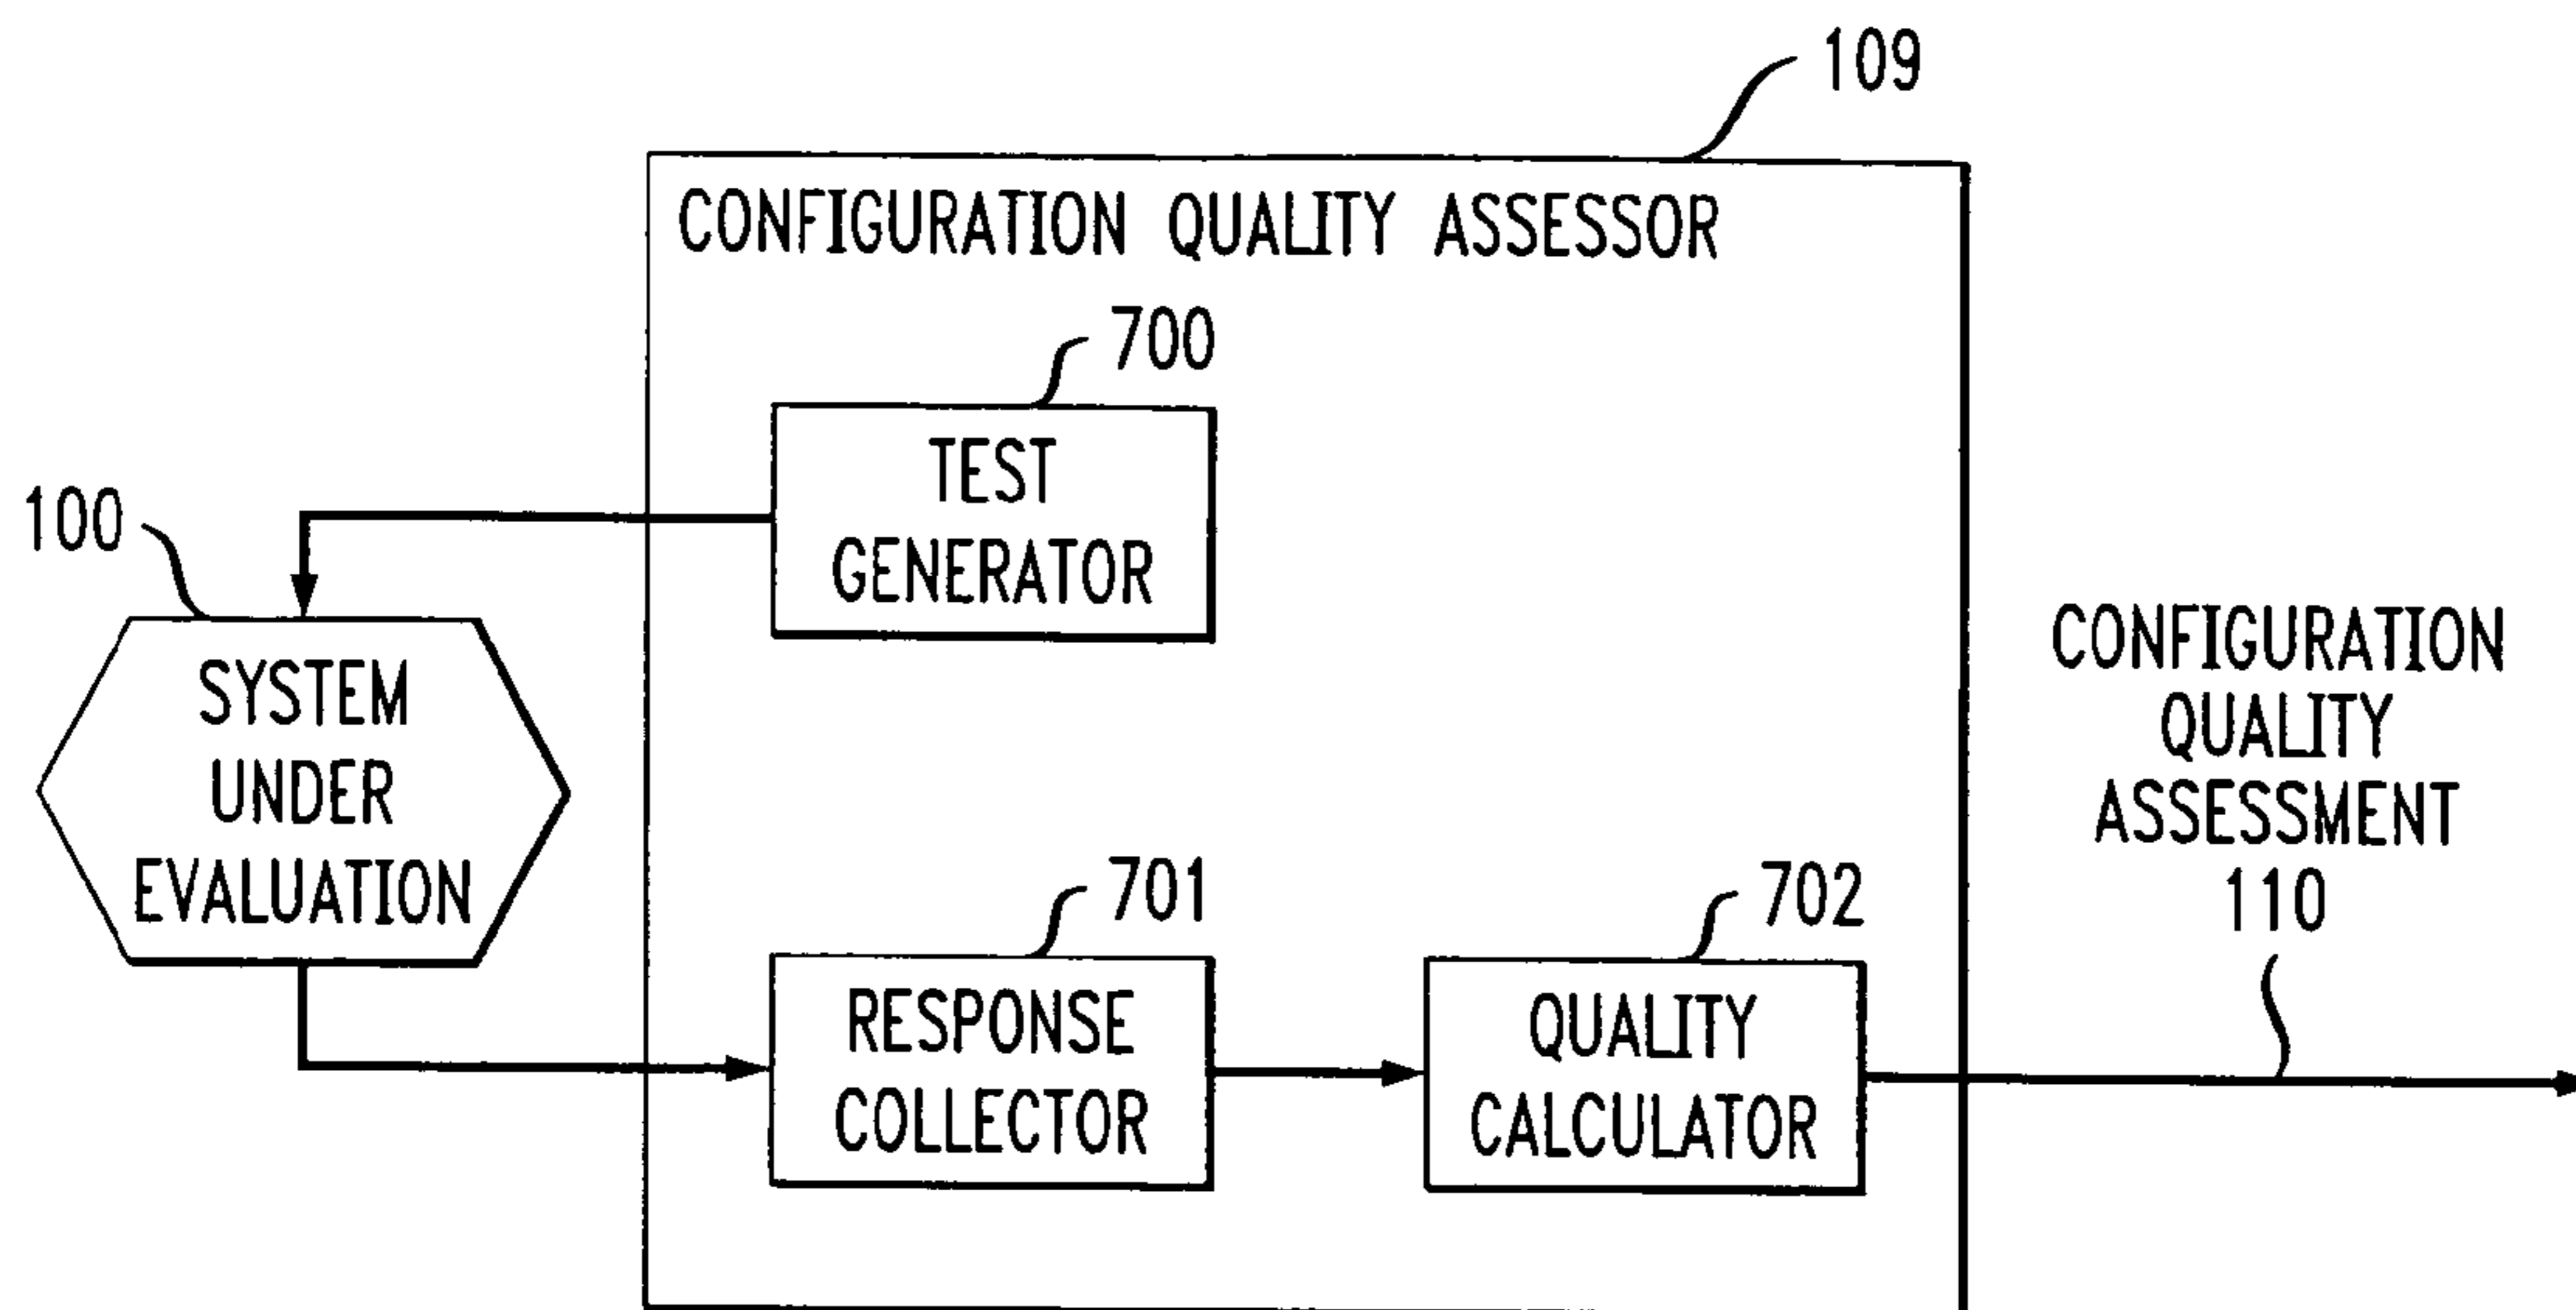 109
CONFIGURATION QUALITY ASSESSOR
700
TEST
GENERATOR
100
SYSTEM
UNDER
EVALUATION
701
RESPONSE
COLLECTOR
702
QUALITY
CALCULATOR
CONFIGURATION
QUALITY
ASSESSMENT
110